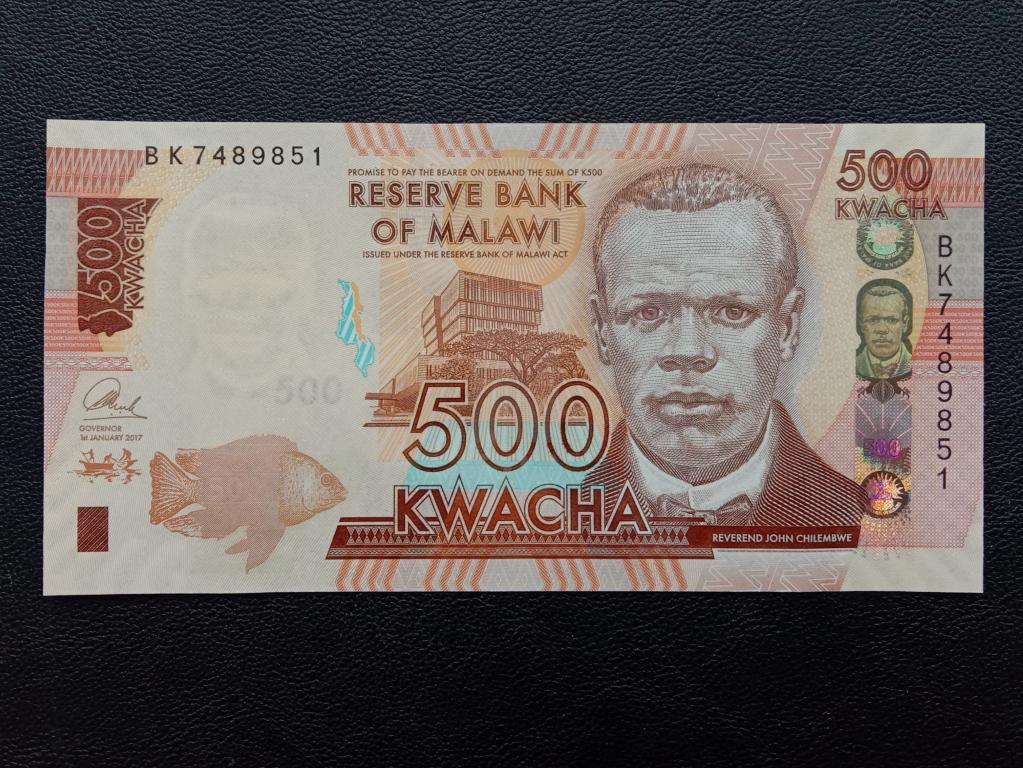 BK7489851
PROMISE TO PAY THE BEARER ON DEMAND THE SUM OF K500
RESERVE BANK
OF MALAWI
ISSUED UNDER THE RESERVE BANK OF MALAWI ACT
500
KWACHA
500
KWACHA
BK7489851
500
GOVERNOR
1st JANUARY 2017
500
KWACHA
500
REVEREND JOHN CHILEMBWE